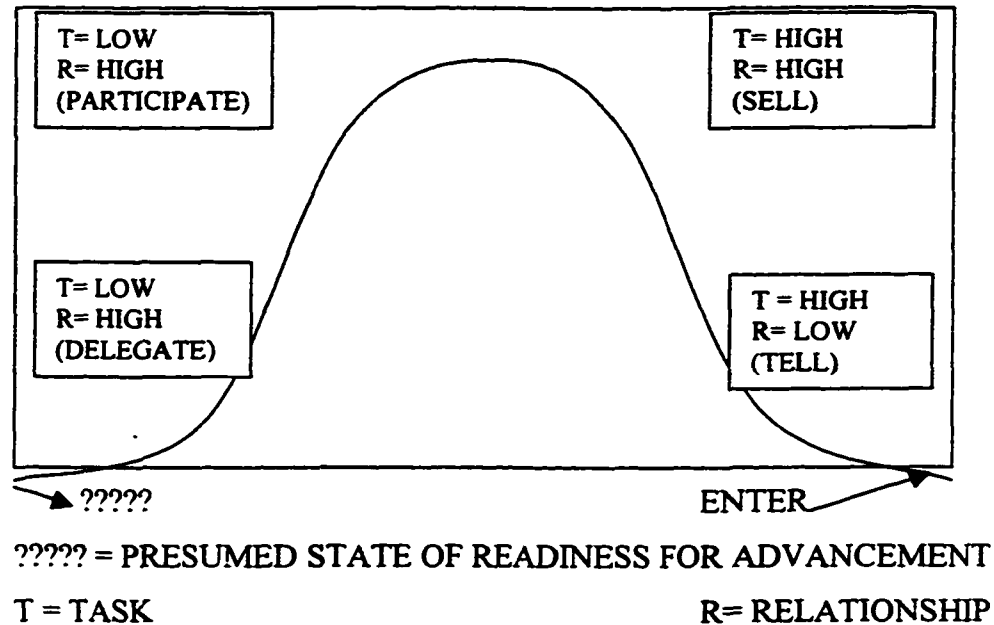 T= LOW
R= HIGH
(PARTICIPATE)
T= HIGH
R= HIGH
(SELL)
T= LOW
R= HIGH
(DELEGATE)
T = HIGH
R= LOW
(TELL)
?????
ENTER
????? = PRESUMED STATE OF READINESS FOR ADVANCEMENT
T = TASK
R= RELATIONSHIP